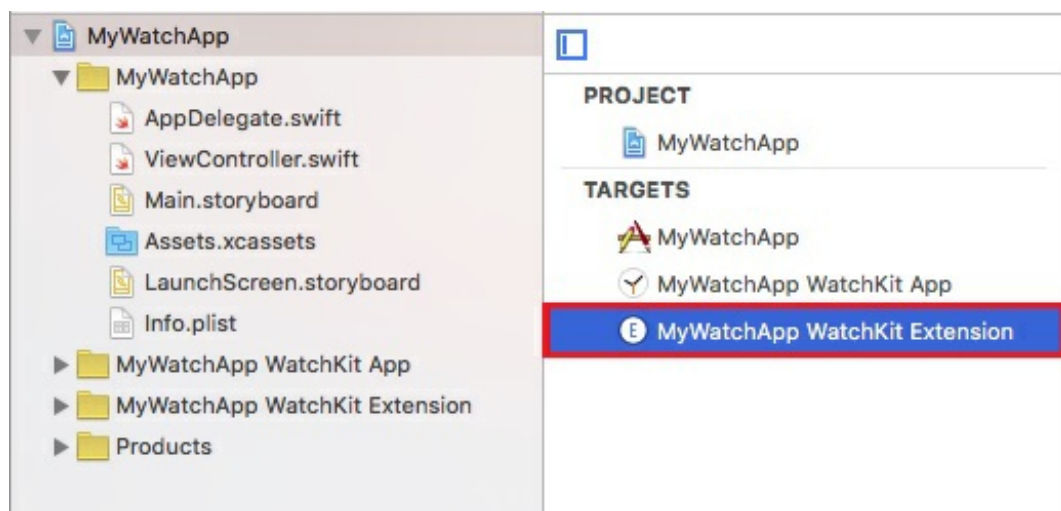 MyWatchApp
MyWatchApp
AppDelegate.swift
ViewController.swift
Main.storyboard
Assets.xcassets
LaunchScreen.storyboard
Info.plist
MyWatchApp WatchKit App
MyWatchApp WatchKit Extension
Products
PROJECT
MyWatchApp
TARGETS
MyWatchApp
MyWatchApp WatchKit App
E MyWatchApp WatchKit Extension